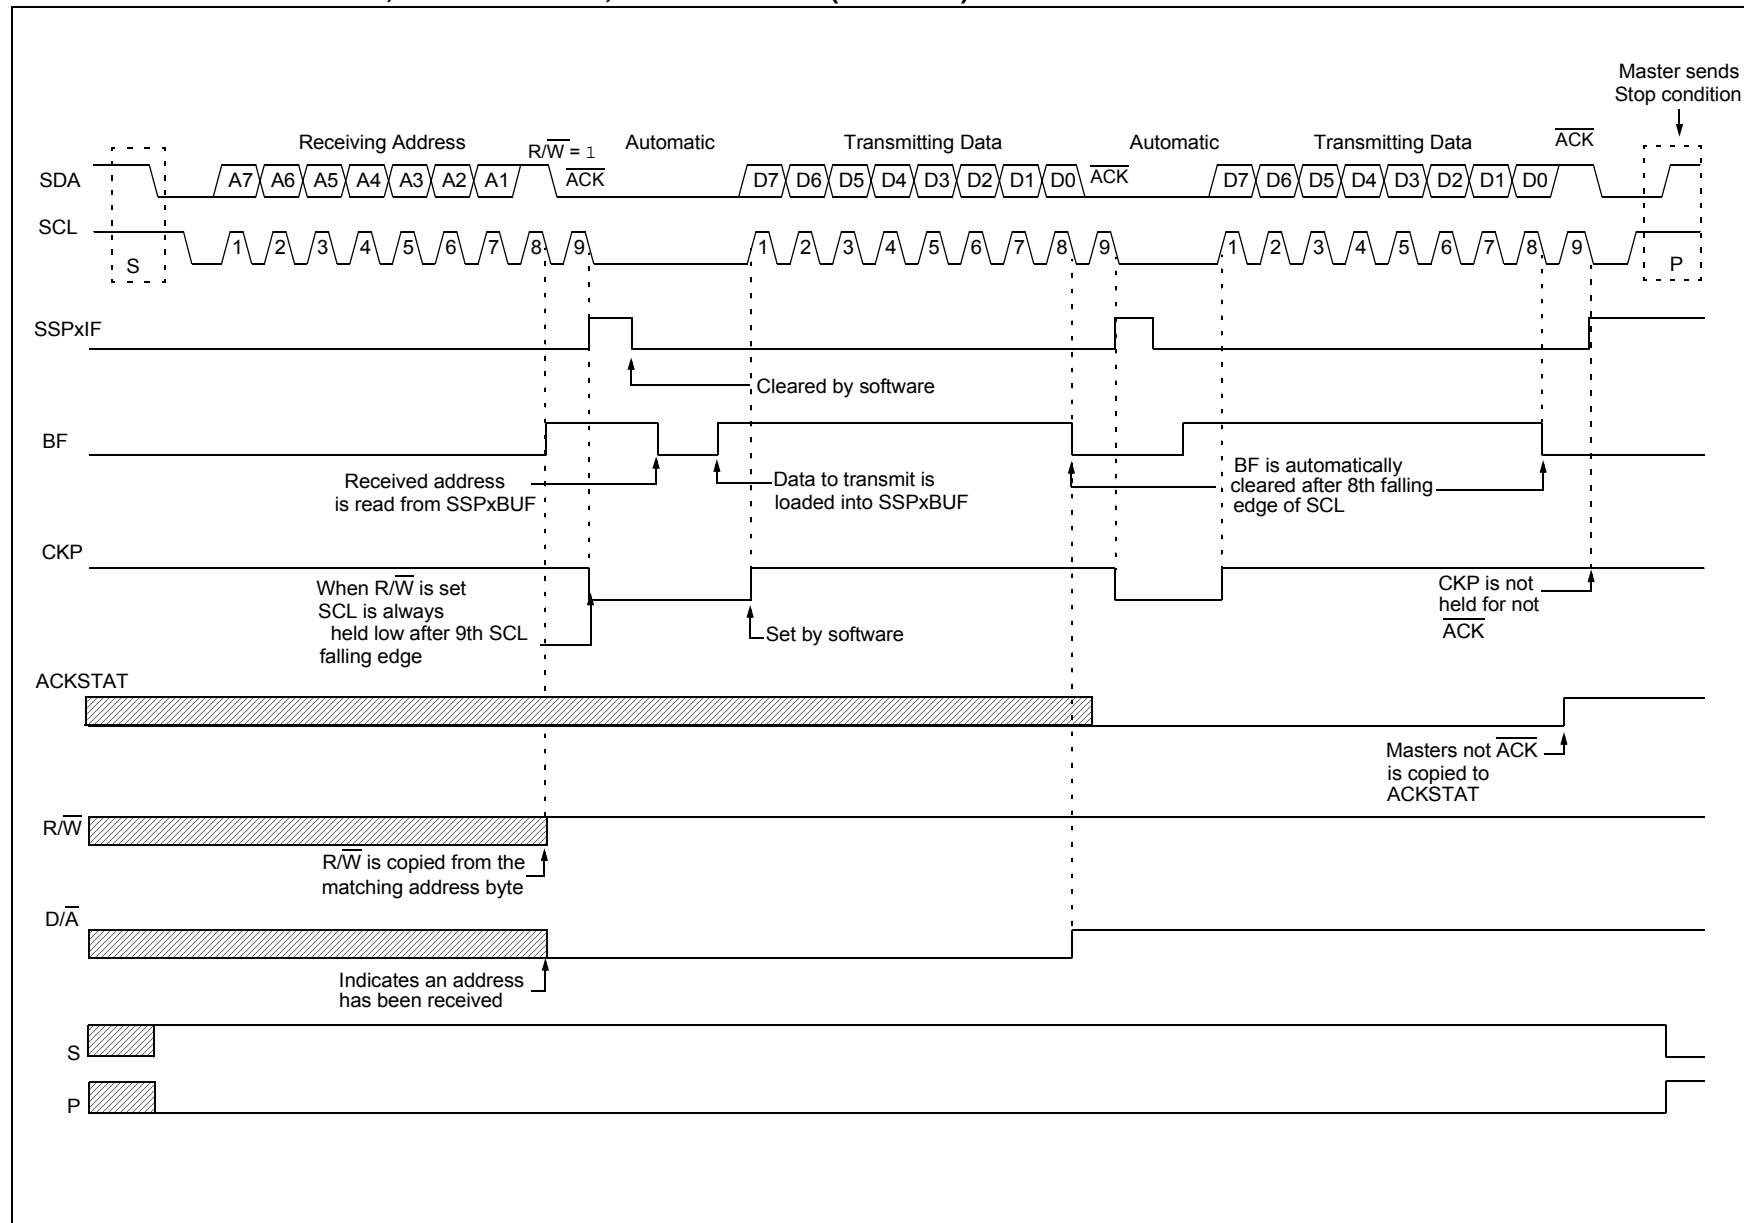 Master sends
Stop condition
Receiving Address
R/W̅ = 1
Automatic
Transmitting Data
Automatic
Transmitting Data
A̅C̅K̅
SDA
A7 A6 A5 A4 A3 A2 A1
A̅C̅K̅
D7 D6 D5 D4 D3 D2 D1 D0
A̅C̅K̅
D7 D6 D5 D4 D3 D2 D1 D0
SCL
S
1 2 3 4 5 6 7 8 9
1 2 3 4 5 6 7 8 9
1 2 3 4 5 6 7 8 9
P
SSPxIF
Cleared by software
BF
Received address
is read from SSPxBUF
Data to transmit is
loaded into SSPxBUF
BF is automatically
cleared after 8th falling
edge of SCL
CKP
When R/W̅ is set
SCL is always
held low after 9th SCL
falling edge
Set by software
CKP is not
held for not
A̅C̅K̅
ACKSTAT
Masters not A̅C̅K̅
is copied to
ACKSTAT
R/W̅
R/W̅ is copied from the
matching address byte
D/A̅
Indicates an address
has been received
S
P